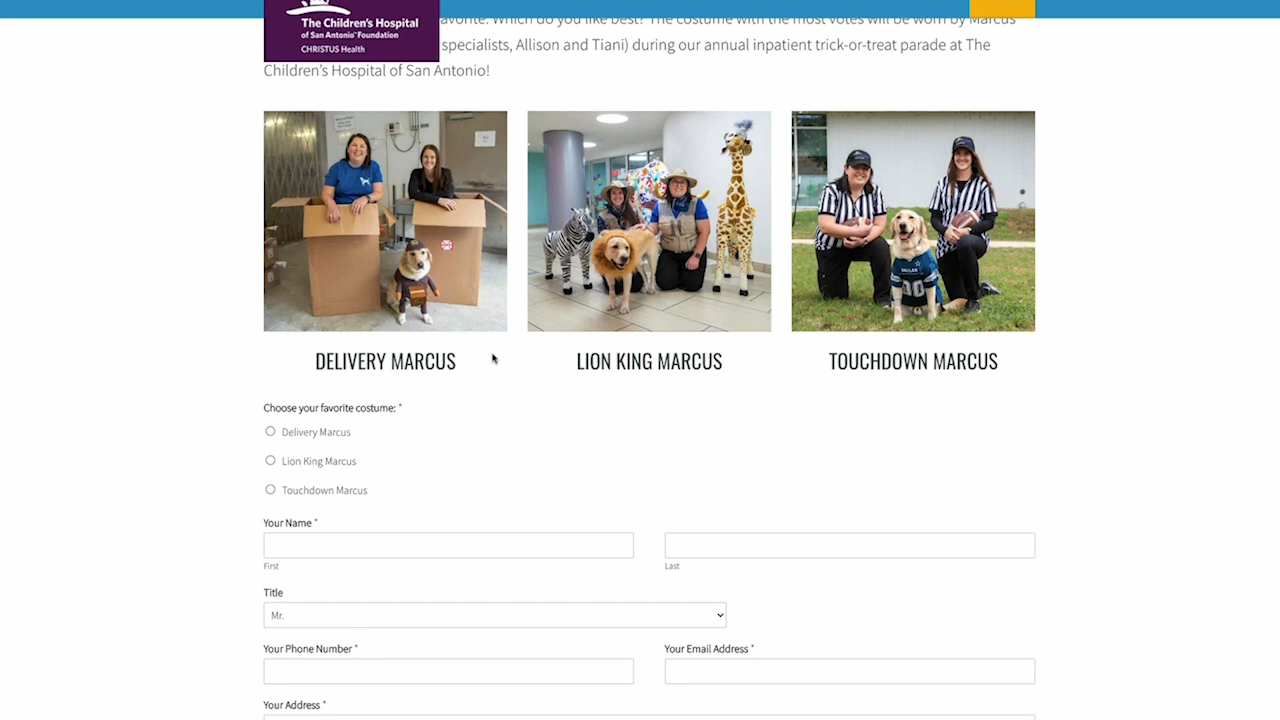 The Children's Hospital
of San Antonio™ Foundation
CHRISTUS Health
avorite. Which do you like best? The costume with the most votes will be worn by Marcus
specialists, Allison and Tiani) during our annual inpatient trick-or-treat parade at The
Children's Hospital of San Antonio!
DALLAS
00
DELIVERY MARCUS
LION KING MARCUS
TOUCHDOWN MARCUS
Choose your favorite costume: *
Delivery Marcus
Lion King Marcus
Touchdown Marcus
Your Name *
First
Last
Title
Mr.
Your Phone Number *
Your Email Address *
Your Address *